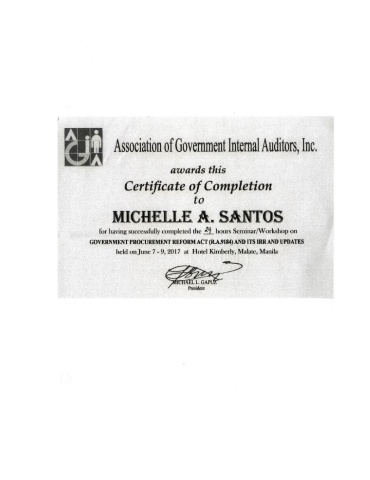 AGIA
Association of Government Internal Auditors, Inc.
awards this
Certificate of Completion
to
MICHELLE A. SANTOS
for having successfully completed the 24 hours Seminar/Workshop on
GOVERNMENT PROCUREMENT REFORM ACT (R.A.9184) AND ITS IRR AND UPDATES
held on June 7 - 9, 2017 at Hotel Kimberly, Malate, Manila
MICHAEL L. GAPUZ
President